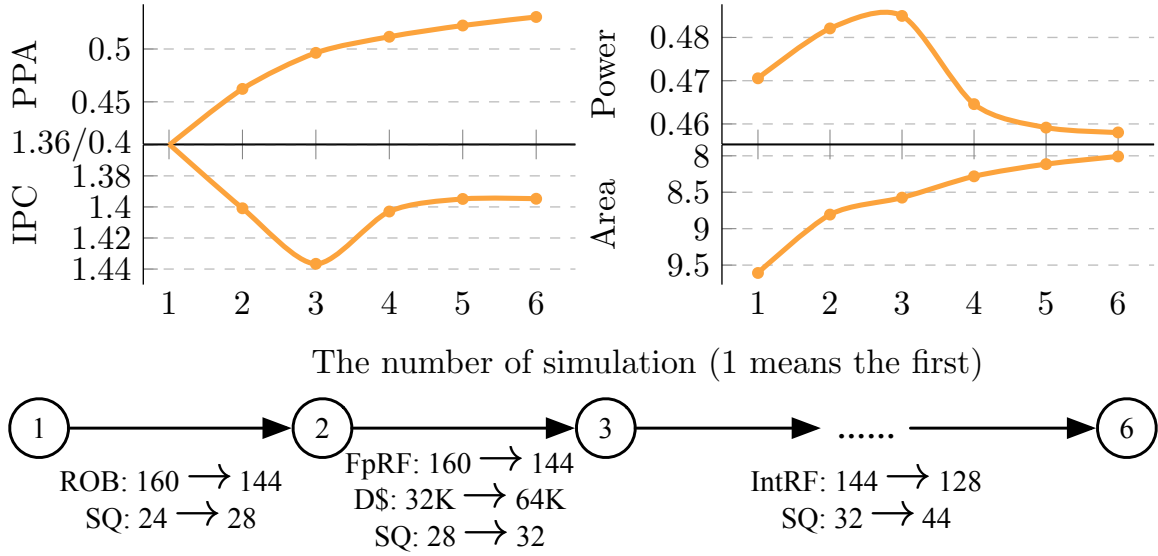 PPA
0.5
0.45
1.36/0.4
IPC
1.38
1.4
1.42
1.44
1 2 3 4 5 6
Power
0.48
0.47
0.46
Area
8
8.5
9
9.5
1 2 3 4 5 6
The number of simulation (1 means the first)
1 2 3 ...... 6
ROB: 160 → 144
SQ: 24 → 28
FpRF: 160 → 144
D$: 32K → 64K
SQ: 28 → 32
IntRF: 144 → 128
SQ: 32 → 44